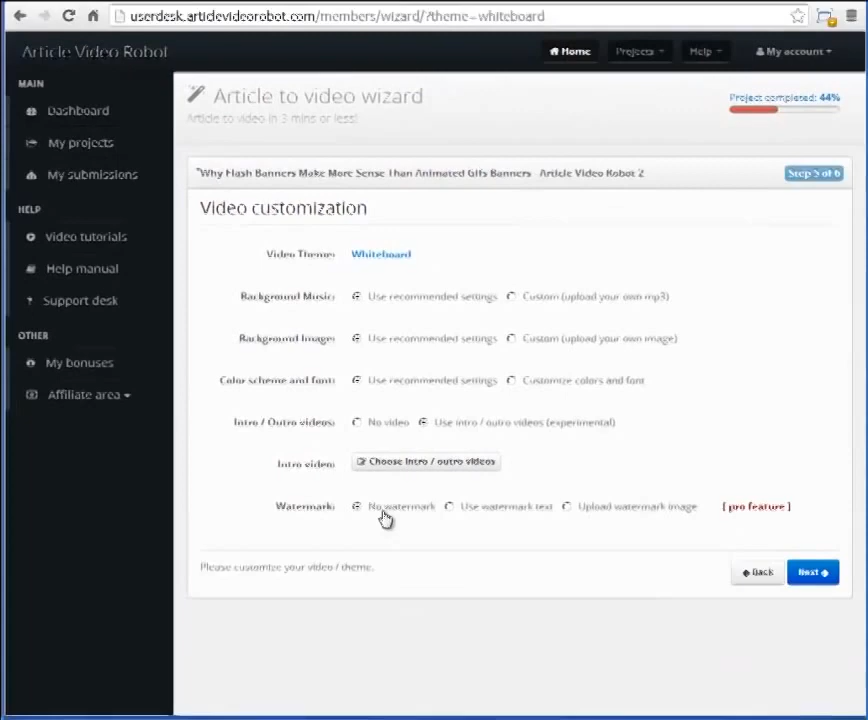 userdesk.articlevideorobot.com/members/wizard/?theme=whiteboard
Article Video Robot
Home Projects Help My account
MAIN
Dashboard
My projects
My submissions
HELP
Video tutorials
Help manual
Support desk
OTHER
My bonuses
Affiliate area
Article to video wizard
Article to video in 3 mins or less!
Project completed: 44%
"Why Flash Banners Make More Sense Than Animated Gifs Banners - Article Video Robot 2
Step 5 of 6
Video customization
Video Theme: Whiteboard
Background Music: Use recommended settings Custom (upload your own mp3)
Background Image: Use recommended settings Custom (upload your own image)
Color scheme and font: Use recommended settings Customize colors and font
Intro / Outro videos: No video Use intro / outro videos (experimental)
Intro video: Choose intro / outro videos
Watermark: No watermark Use watermark text Upload watermark image [ pro feature ]
Please customize your video / theme.
Back Next